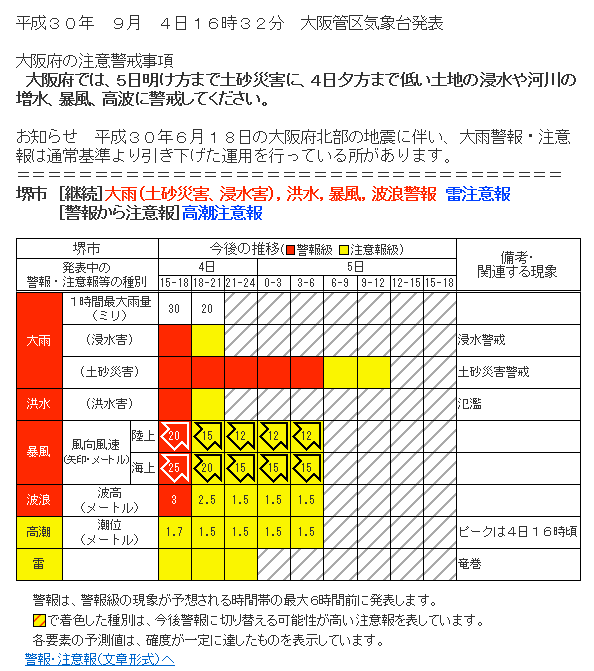 平成３０年　９月　４日１６時３２分　大阪管区気象台発表
大阪府の注意警戒事項
大阪府では、５日明け方まで土砂災害に、４日夕方まで低い土地の浸水や河川の
増水、暴風、高波に警戒してください。
お知らせ　平成３０年６月１８日の大阪府北部の地震に伴い、大雨警報・注意
報は通常基準より引き下げた運用を行っている所があります。
＝＝＝＝＝＝＝＝＝＝＝＝＝＝＝＝＝＝＝＝＝＝＝＝＝＝＝＝＝＝＝＝＝＝
堺市　[継続]大雨(土砂災害、浸水害)，洪水，暴風，波浪警報　雷注意報
[警報から注意報]高潮注意報
堺市　今後の推移(■警報級　□注意報級)　備考・
発表中の　4日　5日　関連する現象
警報・注意報等の種別　15-18　18-21　21-24　0-3　3-6　6-9　9-12　12-15　15-18
大雨　１時間最大雨量　30　20
(ミリ)
(浸水害)　浸水警戒
(土砂災害)　土砂災害警戒
洪水　(洪水害)　氾濫
暴風　風向風速　陸上　20　15　12　12　12
(矢印・メートル)　海上　25　20　15　15　15
波浪　波高　3　2.5　1.5　1.5　1.5
(メートル)
高潮　潮位　1.7　1.5　1.5　1.5　1.5　ピークは４日１６時頃
(メートル)
雷　竜巻
警報は、警報級の現象が予想される時間帯の最大６時間前に発表します。
で着色した種別は、今後警報に切り替える可能性が高い注意報を表しています。
各要素の予測値は、確度が一定に達したものを表示しています。
警報・注意報(文章形式)へ